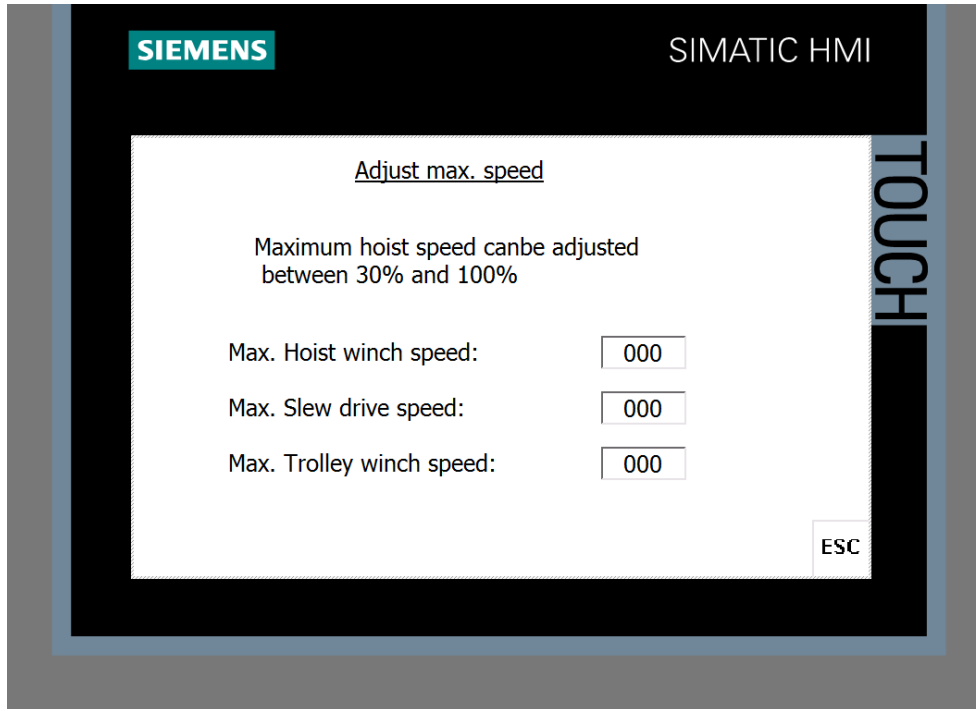 SIEMENS
SIMATIC HMI
TOUCH
Adjust max. speed
Maximum hoist speed canbe adjusted
between 30% and 100%
Max. Hoist winch speed: 000
Max. Slew drive speed: 000
Max. Trolley winch speed: 000
ESC